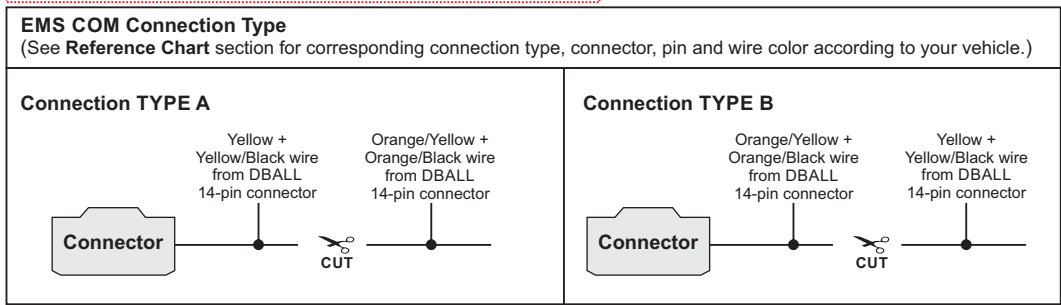 EMS COM Connection Type
(See Reference Chart section for corresponding connection type, connector, pin and wire color according to your vehicle.)
Connection TYPE A
Yellow +
Yellow/Black wire
from DBALL
14-pin connector
Orange/Yellow +
Orange/Black wire
from DBALL
14-pin connector
Connector
CUT
Connection TYPE B
Orange/Yellow +
Orange/Black wire
from DBALL
14-pin connector
Yellow +
Yellow/Black wire
from DBALL
14-pin connector
Connector
CUT